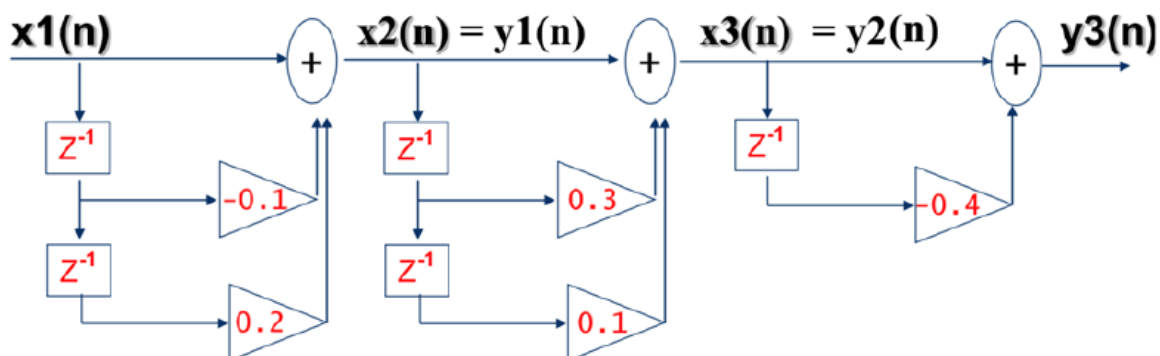 x1(n) + x2(n) = y1(n) + x3(n) = y2(n) + y3(n)
Z-1 Z-1 Z-1
-0.1 0.3 -0.4
Z-1 Z-1
0.2 0.1